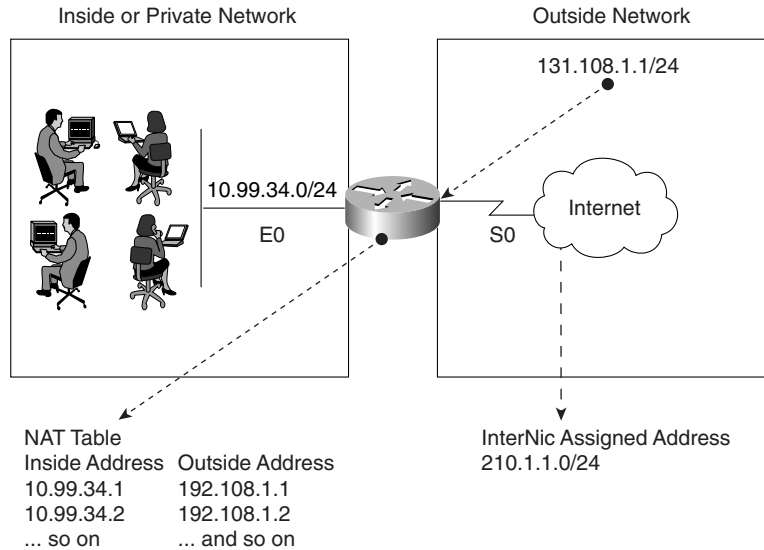 Inside or Private Network
Outside Network
131.108.1.1/24
10.99.34.0/24
E0
S0
Internet
NAT Table
Inside Address Outside Address
10.99.34.1 192.108.1.1
10.99.34.2 192.108.1.2
... so on ... and so on
InterNic Assigned Address
210.1.1.0/24